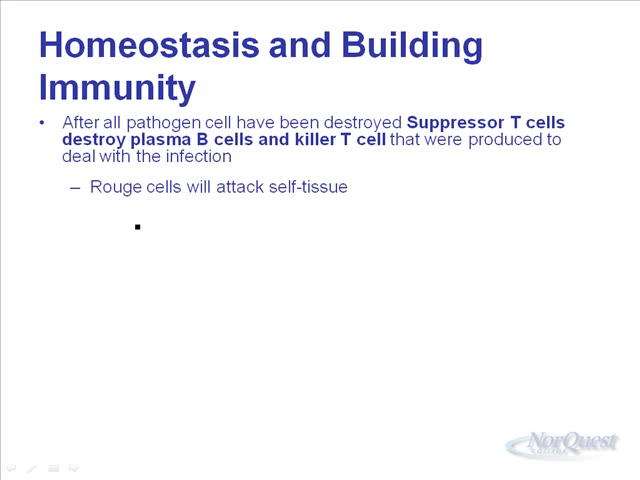 Homeostasis and Building
Immunity
• After all pathogen cell have been destroyed Suppressor T cells
destroy plasma B cells and killer T cell that were produced to
deal with the infection
– Rouge cells will attack self-tissue
NorQuest
COLLEGE